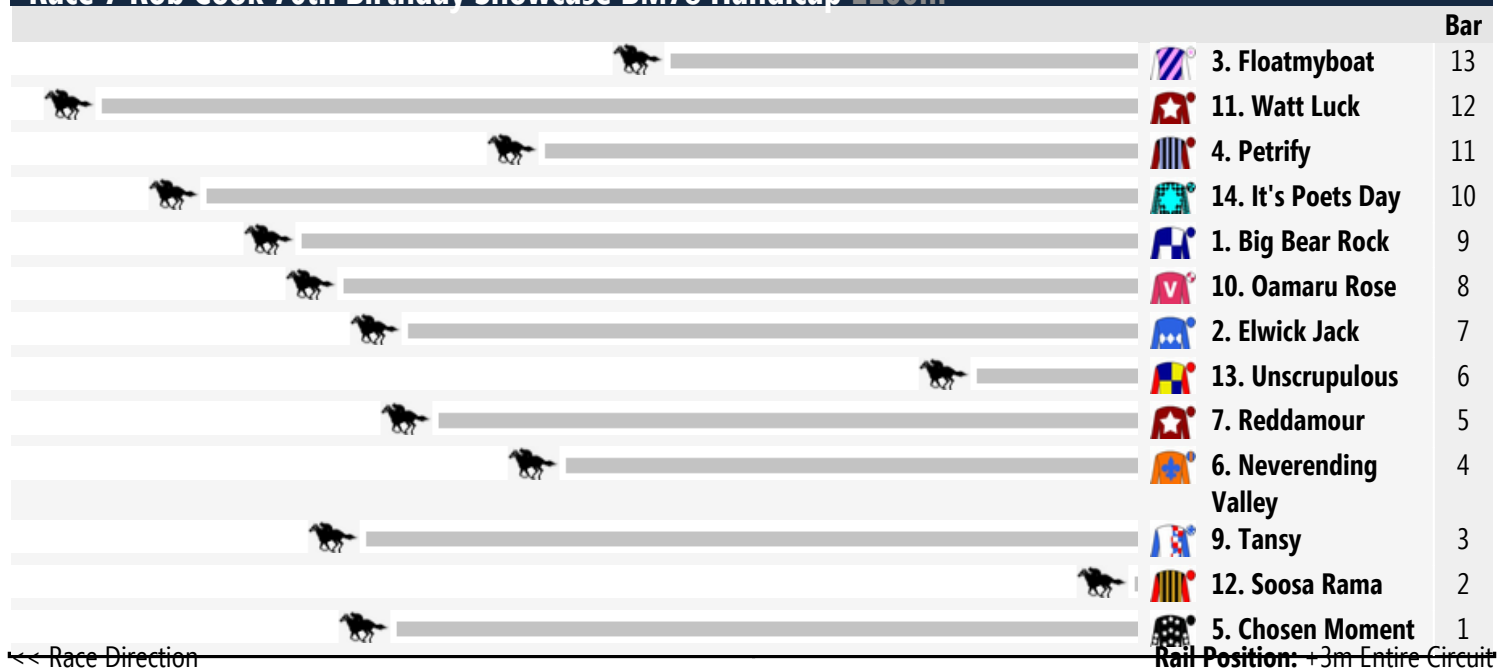 Bar
3. Floatmyboat 13
11. Watt Luck 12
4. Petrify 11
14. It's Poets Day 10
1. Big Bear Rock 9
V 10. Oamaru Rose 8
2. Elwick Jack 7
13. Unscrupulous 6
7. Reddamour 5
6. Neverending 4
Valley
9. Tansy 3
12. Soosa Rama 2
5. Chosen Moment 1
<< Race Direction Rail Position: +3m Entire Circuit